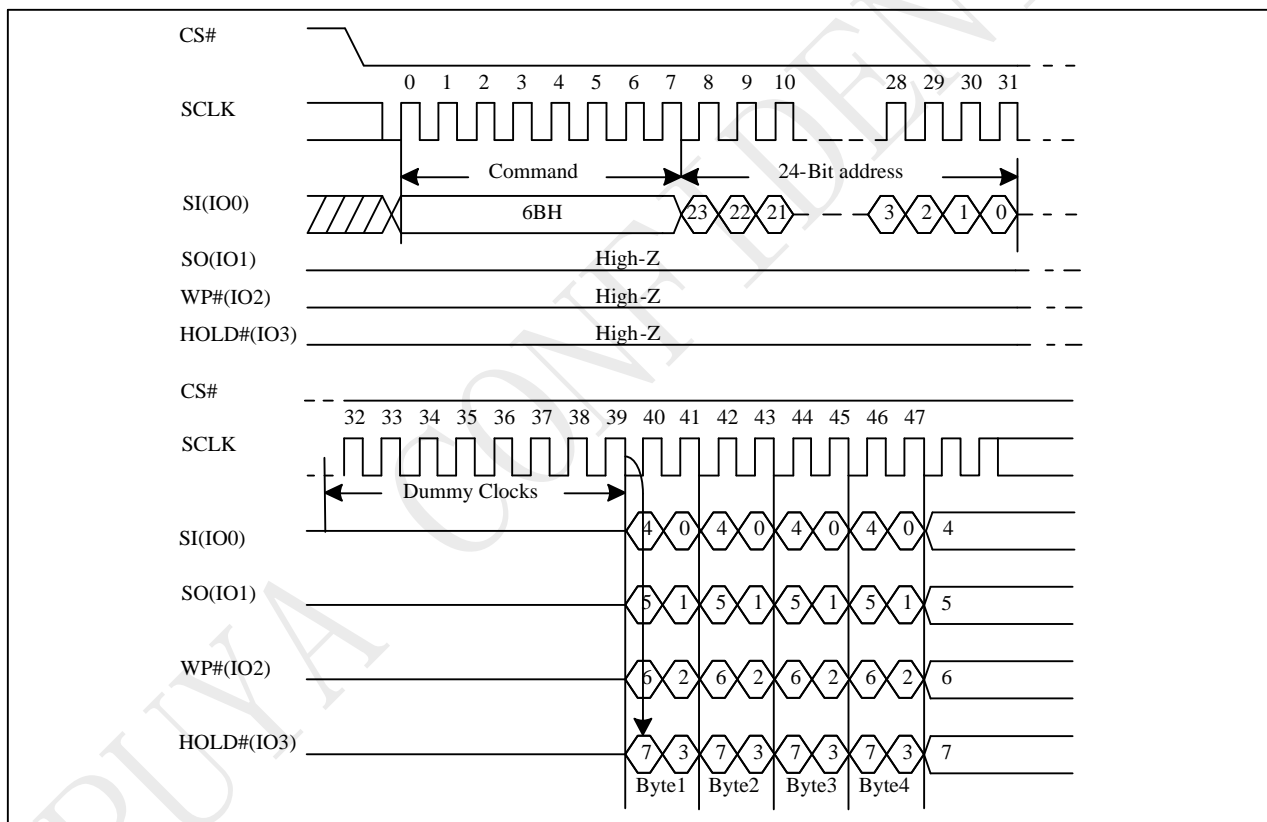 CS#
0 1 2 3 4 5 6 7 8 9 10 28 29 30 31
SCLK
Command 24-Bit address
SI(IO0) 6BH 23 22 21 3 2 1 0
SO(IO1) High-Z
WP#(IO2) High-Z
HOLD#(IO3) High-Z
CS#
32 33 34 35 36 37 38 39 40 41 42 43 44 45 46 47
SCLK
Dummy Clocks
SI(IO0) 4 0 4 0 4 0 4 0 4
SO(IO1) 5 1 5 1 5 1 5 1 5
WP#(IO2) 6 2 6 2 6 2 6 2 6
HOLD#(IO3) 7 3 7 3 7 3 7 3 7
Byte1 Byte2 Byte3 Byte4
PUYA CONFIDEN